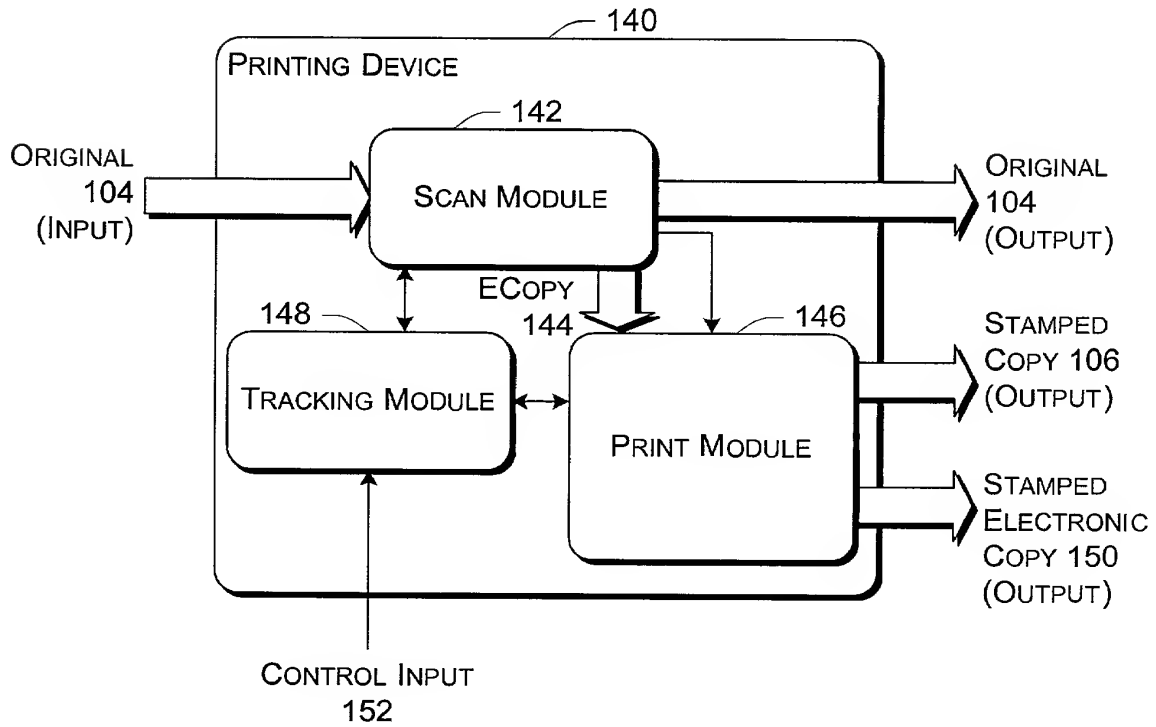 140
PRINTING DEVICE
142
ORIGINAL
104
(INPUT)
SCAN MODULE
ORIGINAL
104
(OUTPUT)
ECOPY
144
148
146
TRACKING MODULE
PRINT MODULE
STAMPED
COPY 106
(OUTPUT)
STAMPED
ELECTRONIC
COPY 150
(OUTPUT)
CONTROL INPUT
152